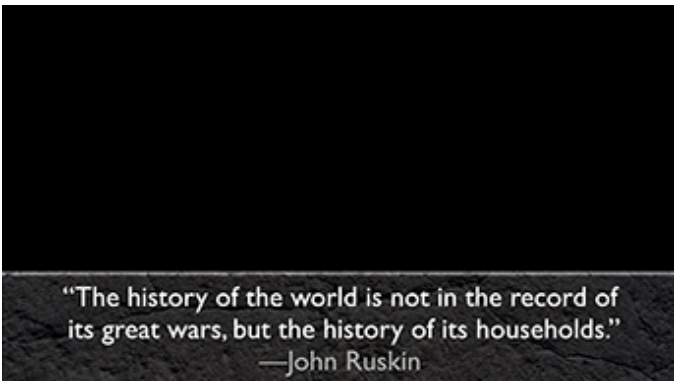 “The history of the world is not in the record of
its great wars, but the history of its households.”
—John Ruskin